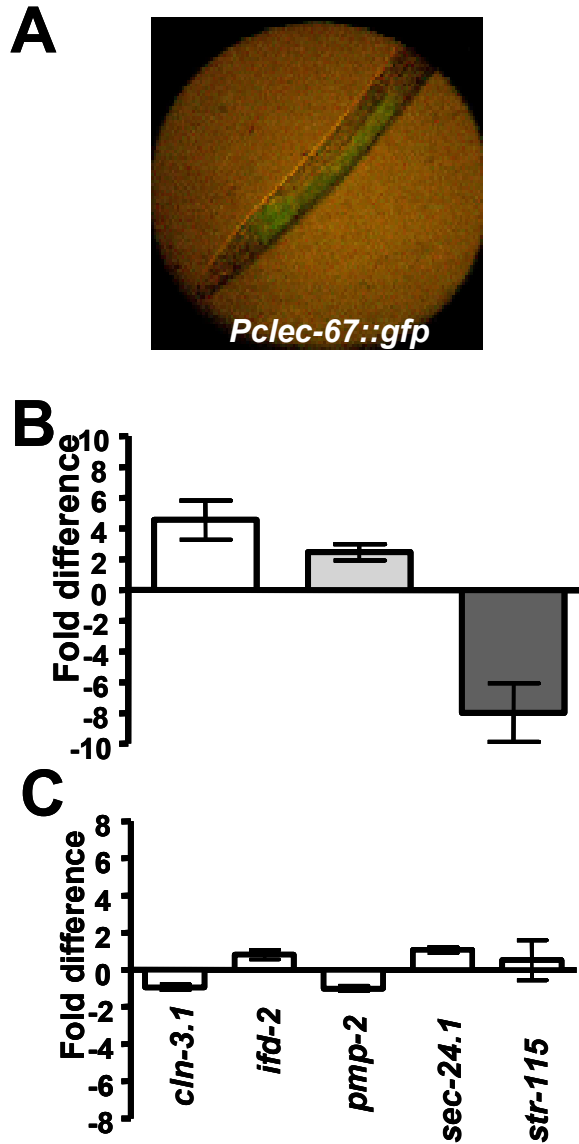 A
Pclec-67::gfp
B
Fold difference
10
8
6
4
2
0
-2
-4
-6
-8
-10
C
Fold difference
8
6
4
2
0
-2
-4
-6
-8
cln-3.1
ifd-2
pmp-2
sec-24.1
str-115